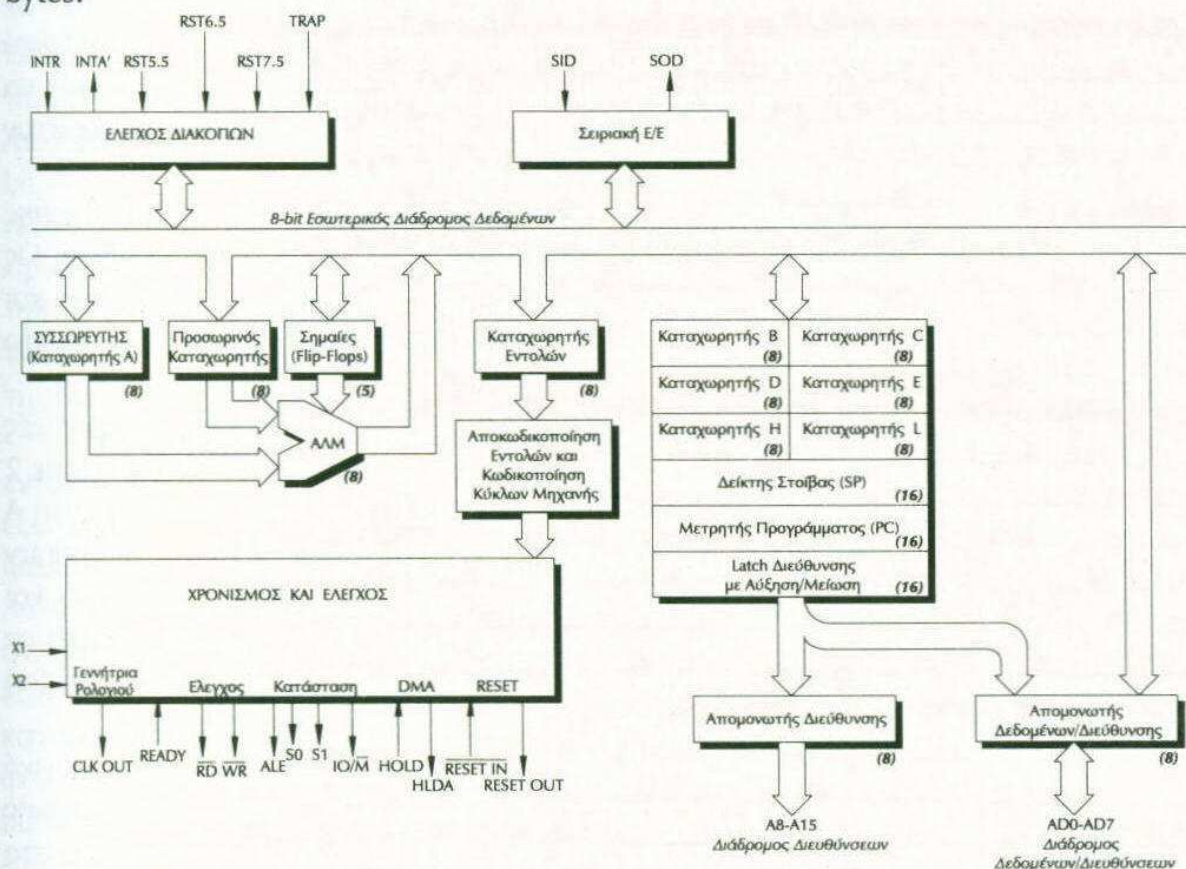 bytes.
RST6.5 TRAP
INTR INTA' RST5.5 RST7.5 SID SOD
ΕΛΕΓΧΟΣ ΔΙΑΚΟΠΩΝ
Σειριακή Ε/Ε
8-bit Εσωτερικός Διάδρομος Δεδομένων
ΣΥΣΣΩΡΕΥΤΗΣ
(Καταχωρητής Α)
(8)
Προσωρινός
Καταχωρητής
(8)
Σημαίες
(Flip-Flops)
(5)
ΑΛΜ
(8)
Καταχωρητής
Εντολών
(8)
Αποκωδικοποίηση
Εντολών και
Κωδικοποίηση
Κύκλων Μηχανής
Καταχωρητής B
(8)
Καταχωρητής C
(8)
Καταχωρητής D
(8)
Καταχωρητής E
(8)
Καταχωρητής H
(8)
Καταχωρητής L
(8)
Δείκτης Στοίβας (SP)
(16)
Μετρητής Προγράμματος (PC)
(16)
Latch Διεύθυνσης
με Αύξηση/Μείωση
(16)
ΧΡΟΝΙΣΜΟΣ ΚΑΙ ΕΛΕΓΧΟΣ
X1
X2
Γεννήτρια
Ρολογιού
Ελεγχος Κατάσταση DMA RESET
CLK OUT READY RD WR ALE S0 S1 IO/M HOLD HLDA RESET IN RESET OUT
Απομονωτής Διεύθυνσης
(8)
Απομονωτής
Δεδομένων/Διεύθυνσης
(8)
A8-A15
Διάδρομος Διευθύνσεων
AD0-AD7
Διάδρομος
Δεδομένων/Διευθύνσεων